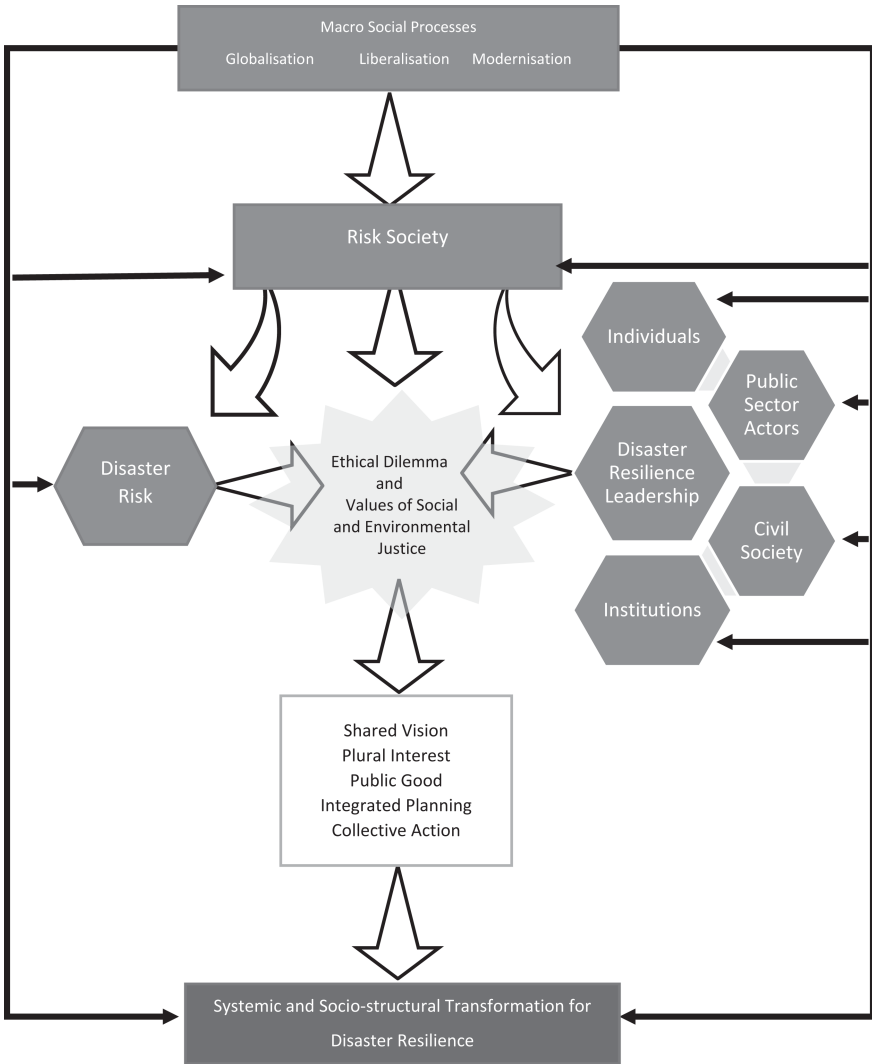 Macro Social Processes
Globalisation Liberalisation Modernisation
Risk Society
Individuals
Public
Sector
Actors
Disaster
Risk
Ethical Dilemma
and
Values of Social
and Environmental
Justice
Disaster
Resilience
Leadership
Civil
Society
Institutions
Shared Vision
Plural Interest
Public Good
Integrated Planning
Collective Action
Systemic and Socio-structural Transformation for
Disaster Resilience